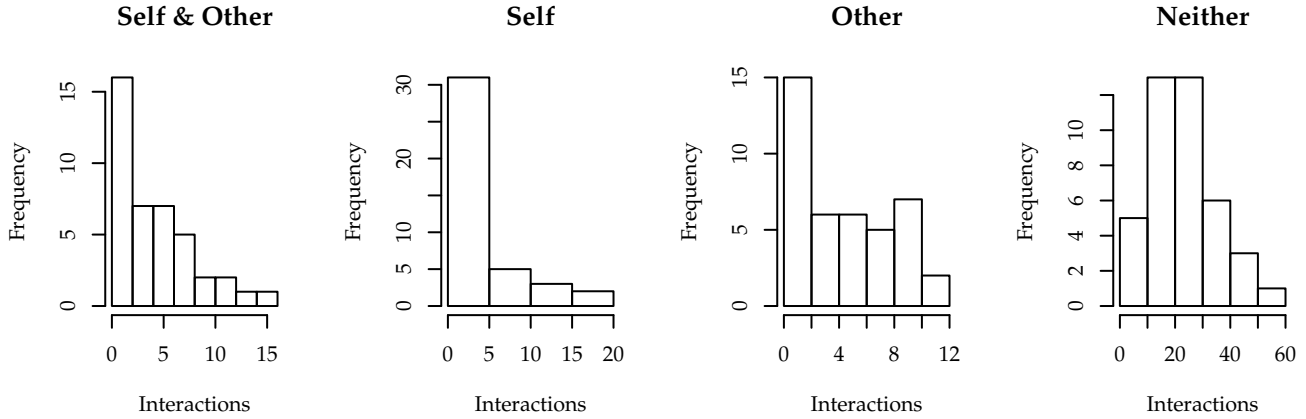 Self & Other
Frequency
15
10
5
0
0 5 10 15
Interactions
Self
Frequency
30
20
10
5
0
0 5 10 15 20
Interactions
Other
Frequency
15
10
5
0
0 4 8 12
Interactions
Neither
Frequency
10
8
6
4
2
0
0 20 40 60
Interactions